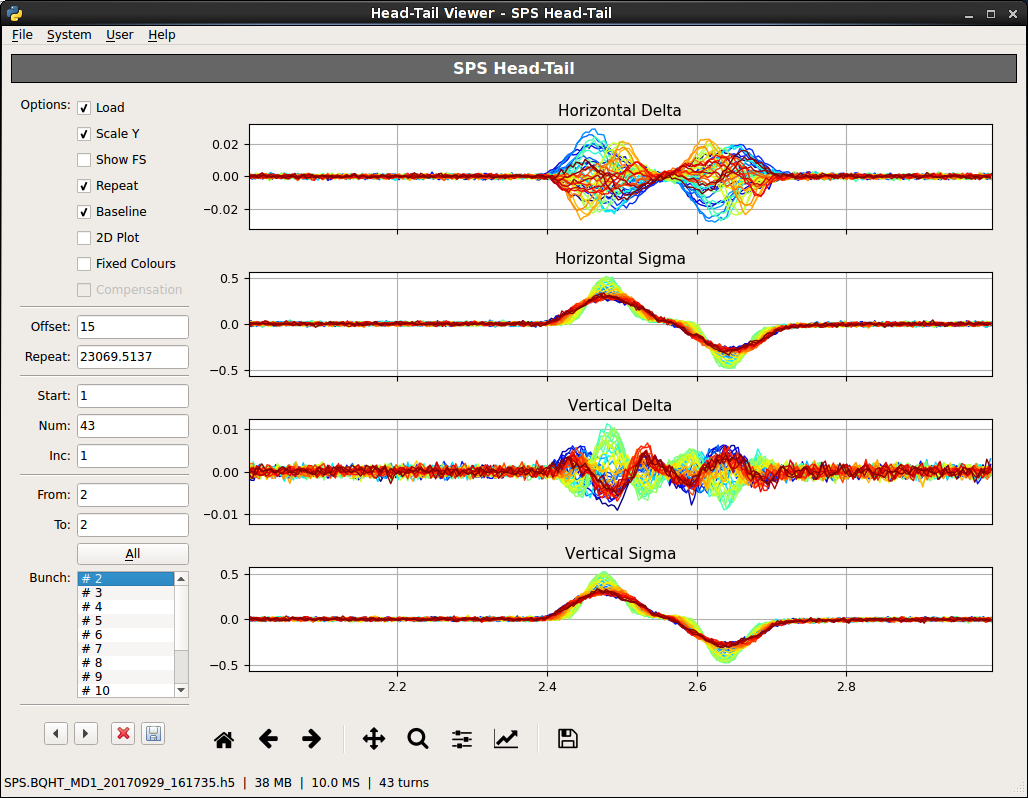 Head-Tail Viewer - SPS Head-Tail
File System User Help
SPS Head-Tail
Options:
Load
Scale Y
Show FS
Repeat
Baseline
2D Plot
Fixed Colours
Compensation
Offset: 15
Repeat: 23069.5137
Start: 1
Num: 43
Inc: 1
From: 2
To: 2
All
Bunch:
# 2
# 3
# 4
# 5
# 6
# 7
# 8
# 9
# 10
Horizontal Delta
0.02
0.00
−0.02
Horizontal Sigma
0.5
0.0
−0.5
Vertical Delta
0.01
0.00
−0.01
Vertical Sigma
0.5
0.0
−0.5
2.2 2.4 2.6 2.8
SPS.BQHT_MD1_20170929_161735.h5 | 38 MB | 10.0 MS | 43 turns